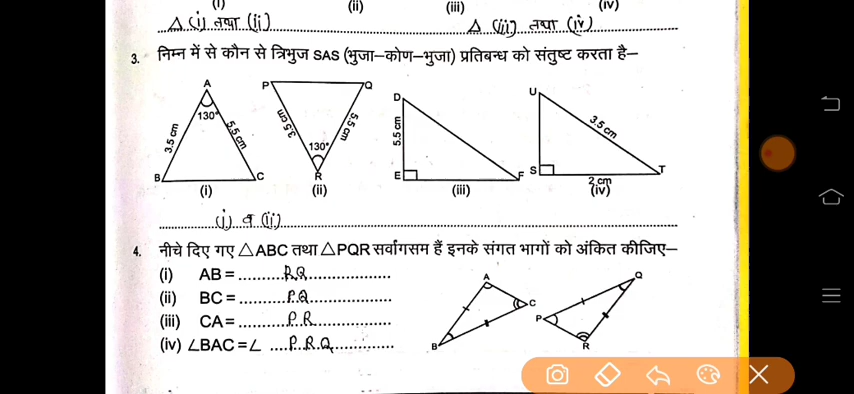 (i) (ii) (iii) (iv)
△ (i) तथा (ii) △ (iii) तथा (iv)
3. निम्न में से कौन से त्रिभुज SAS (भुजा–कोण–भुजा) प्रतिबन्ध को संतुष्ट करता है–
A 130° 3.5 cm 5.5 cm B C (i)
P Q 3.5 cm 5.5 cm 130° R (ii)
D 5.5 cm E F (iii)
U 3.5 cm S T 2 cm (iv)
(i) व (ii)
4. नीचे दिए गए △ABC तथा △PQR सर्वागसम हैं इनके संगत भागों को अंकित कीजिए–
(i) AB = RQ
(ii) BC = PQ
(iii) CA= PR
(iv) ∠BAC=∠ PRQ
A B C
P Q R